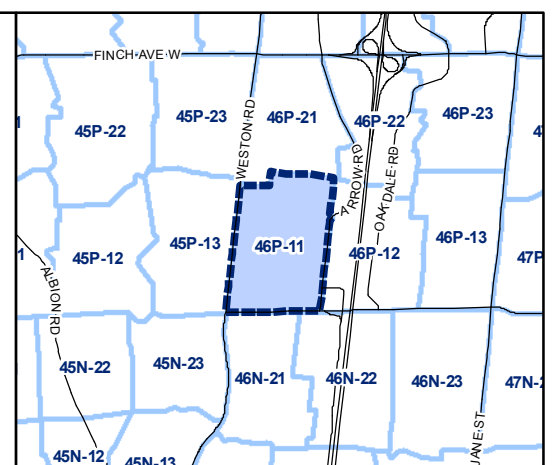 FINCH AVE W
45P-22
45P-23
WESTON RD
46P-21
46P-22
46P-23
ARROW RD
OAKDALE RD
45P-12
45P-13
46P-11
46P-12
46P-13
47P
ALBION RD
45N-22
45N-23
46N-21
46N-22
46N-23
47N-2
JANE ST
45N-12
45N-13